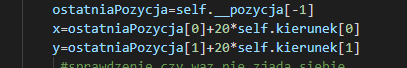 ostatniaPozycja=self.__pozycja[-1]
x=ostatniaPozycja[0]+20*self.kierunek[0]
y=ostatniaPozycja[1]+20*self.kierunek[1]
#sprawdzenie czy waz nie zjada siebie